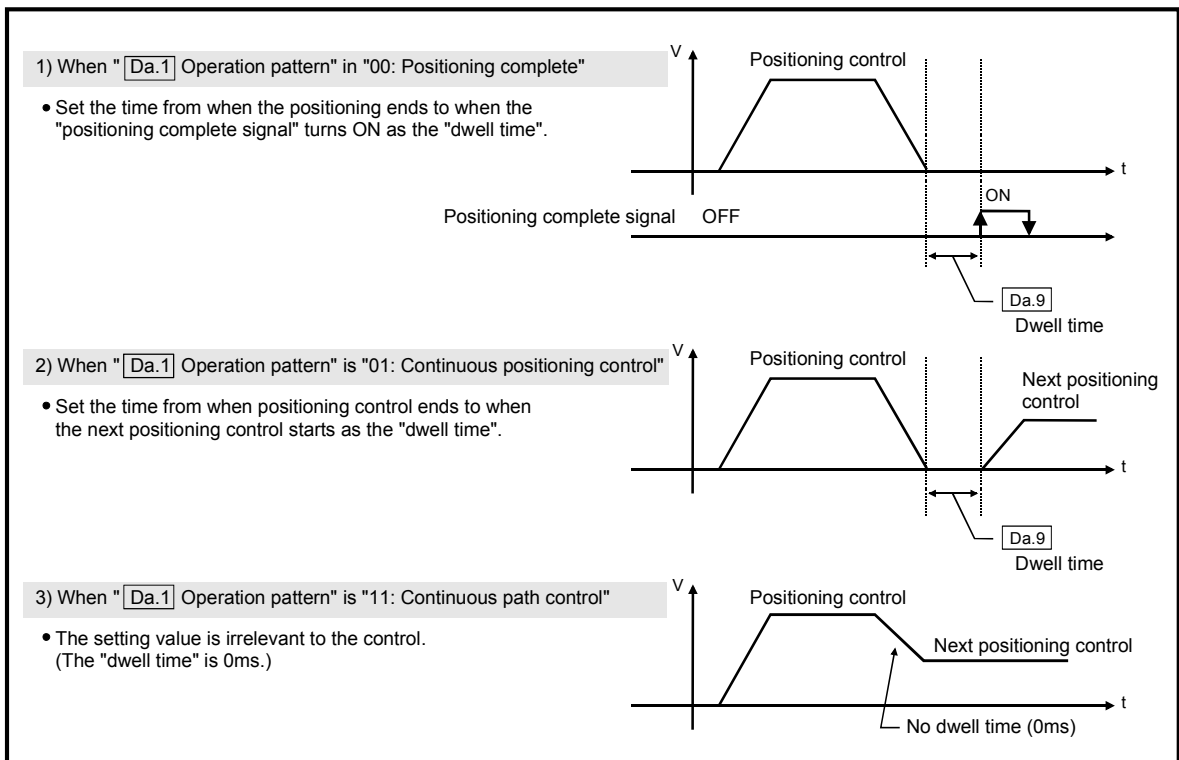 1) When " Da.1 Operation pattern" in "00: Positioning complete"
• Set the time from when the positioning ends to when the
"positioning complete signal" turns ON as the "dwell time".
V
Positioning control
t
ON
Positioning complete signal OFF
Da.9
Dwell time
2) When " Da.1 Operation pattern" is "01: Continuous positioning control"
• Set the time from when positioning control ends to when
the next positioning control starts as the "dwell time".
V
Positioning control
Next positioning
control
t
Da.9
Dwell time
3) When " Da.1 Operation pattern" is "11: Continuous path control"
• The setting value is irrelevant to the control.
(The "dwell time" is 0ms.)
V
Positioning control
Next positioning control
t
No dwell time (0ms)